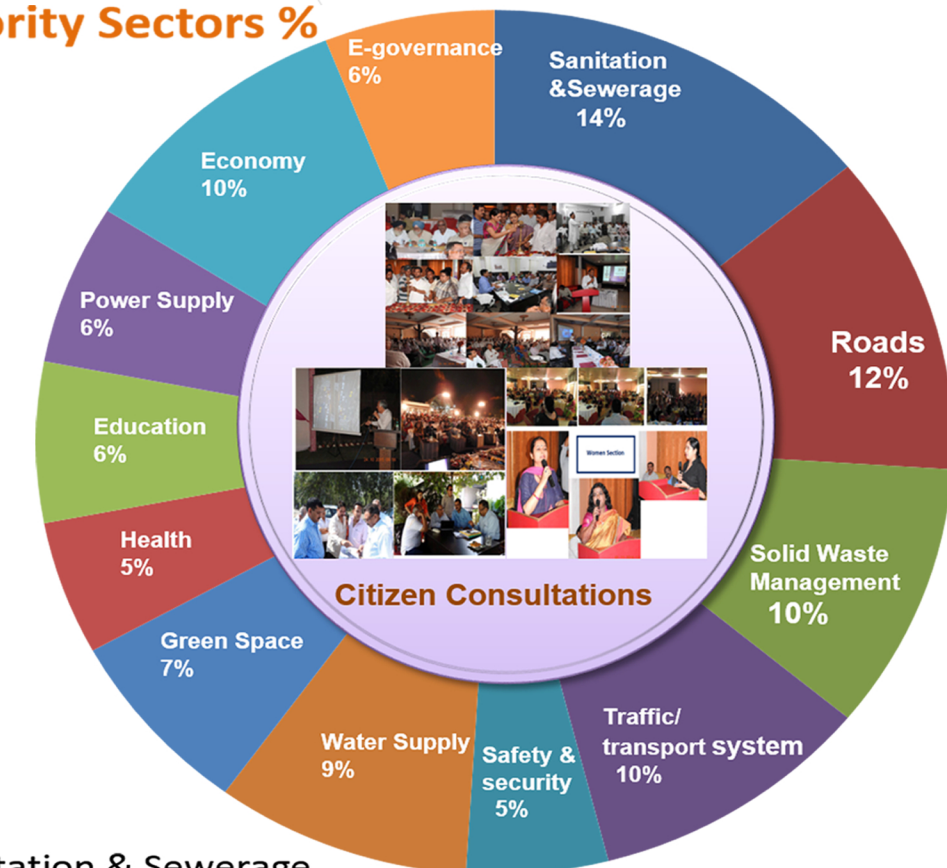 ority Sectors %
E-governance
6%
Sanitation
&Sewerage
14%
Roads
12%
Solid Waste
Management
10%
Traffic/
transport system
10%
Safety &
security
5%
Water Supply
9%
Green Space
7%
Health
5%
Education
6%
Power Supply
6%
Economy
10%
Women Section
Citizen Consultations
tation & Sewerage